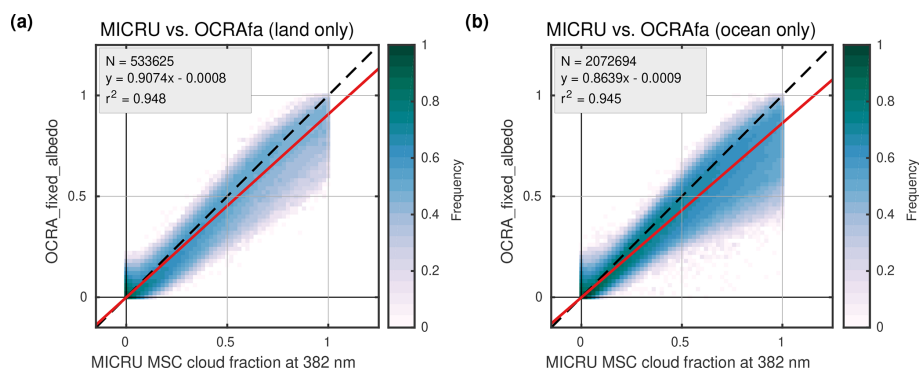 (a)
MICRU vs. OCRAfa (land only)
N = 533625
y = 0.9074x - 0.0008
r² = 0.948
OCRA_fixed_albedo
1
0.5
0
0
0.5
1
MICRU MSC cloud fraction at 382 nm
1
0.8
0.6
0.4
0.2
0
Frequency
(b)
MICRU vs. OCRAfa (ocean only)
N = 2072694
y = 0.8639x - 0.0009
r² = 0.945
OCRA_fixed_albedo
1
0.5
0
0
0.5
1
MICRU MSC cloud fraction at 382 nm
1
0.8
0.6
0.4
0.2
0
Frequency